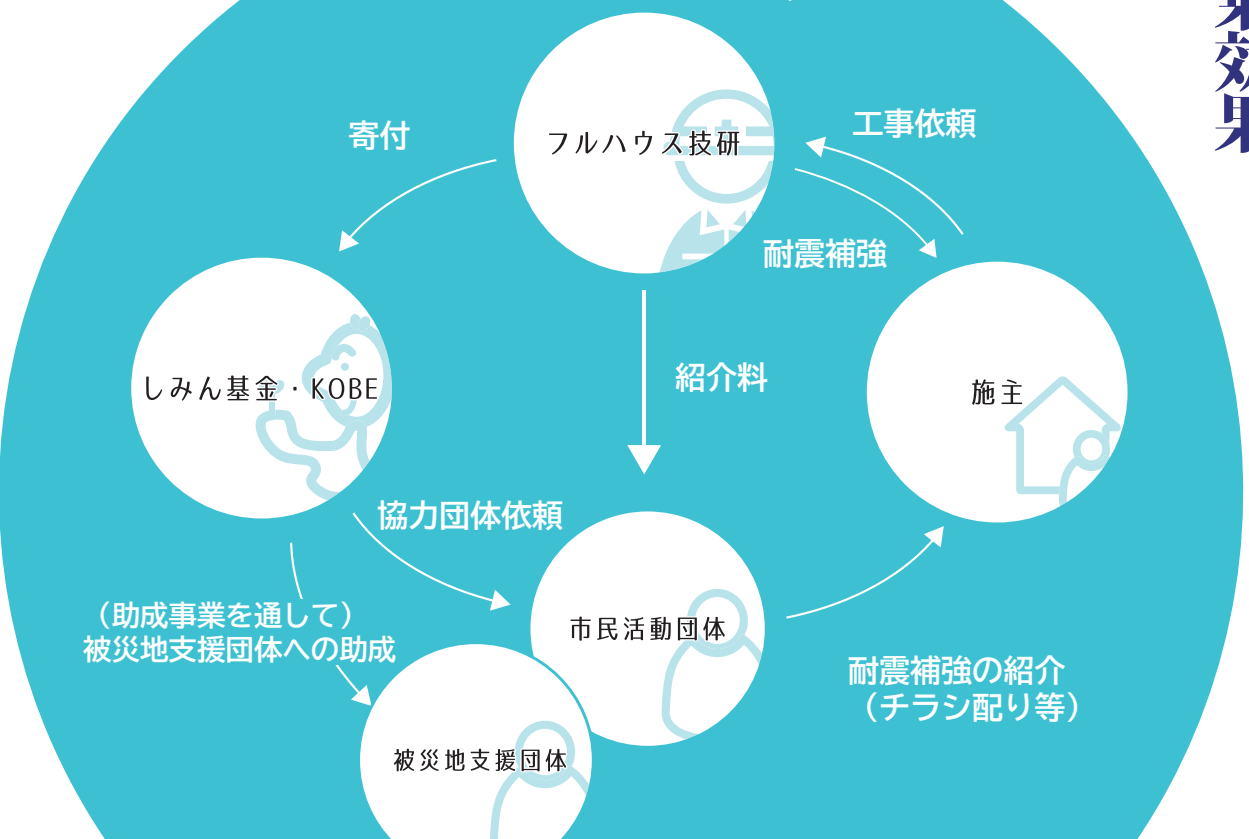 寄付
フルハウス技研
工事依頼
耐震補強
しみん基金・KOBE
紹介料
施主
協力団体依頼
（助成事業を通して）
被災地支援団体への助成
市民活動団体
耐震補強の紹介
（チラシ配り等）
被災地支援団体
効果